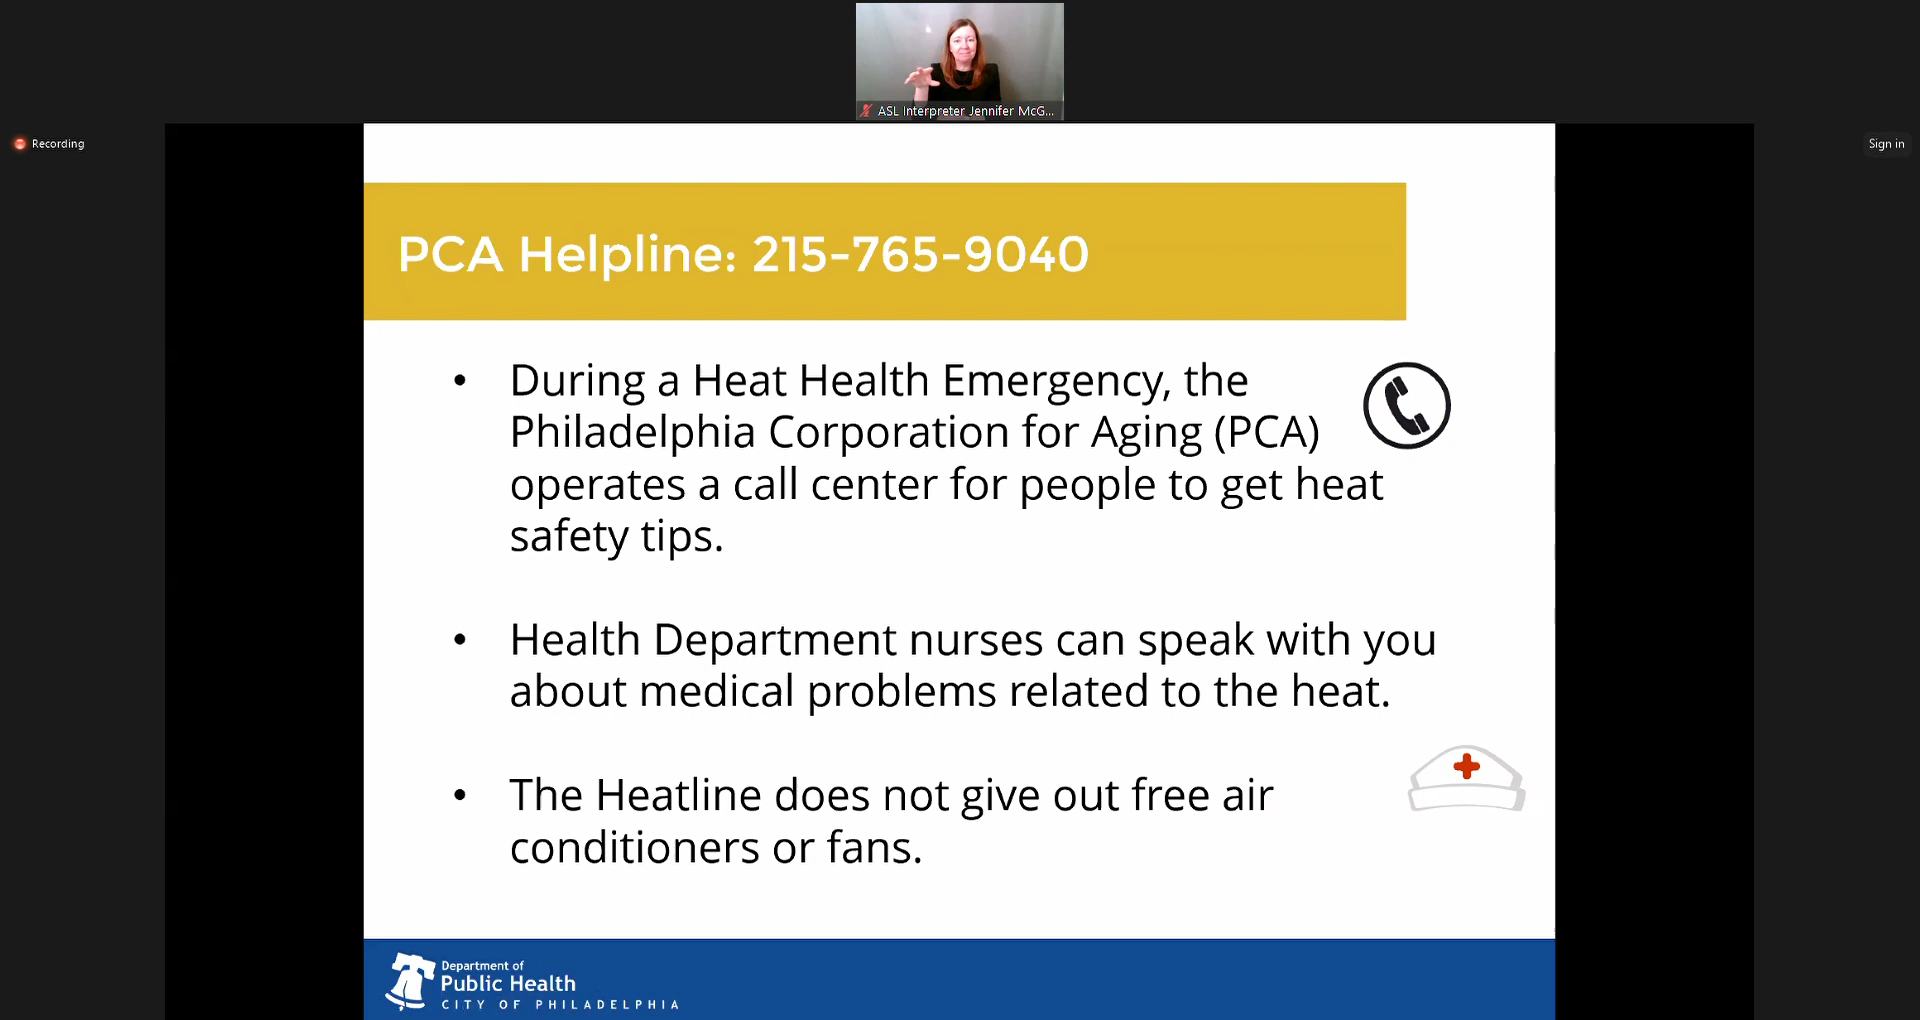 ASL Interpreter Jennifer McG...
Recording
Sign in
PCA Helpline: 215-765-9040
• During a Heat Health Emergency, the
Philadelphia Corporation for Aging (PCA)
operates a call center for people to get heat
safety tips.
• Health Department nurses can speak with you
about medical problems related to the heat.
• The Heatline does not give out free air
conditioners or fans.
Department of
Public Health
CITY OF PHILADELPHIA